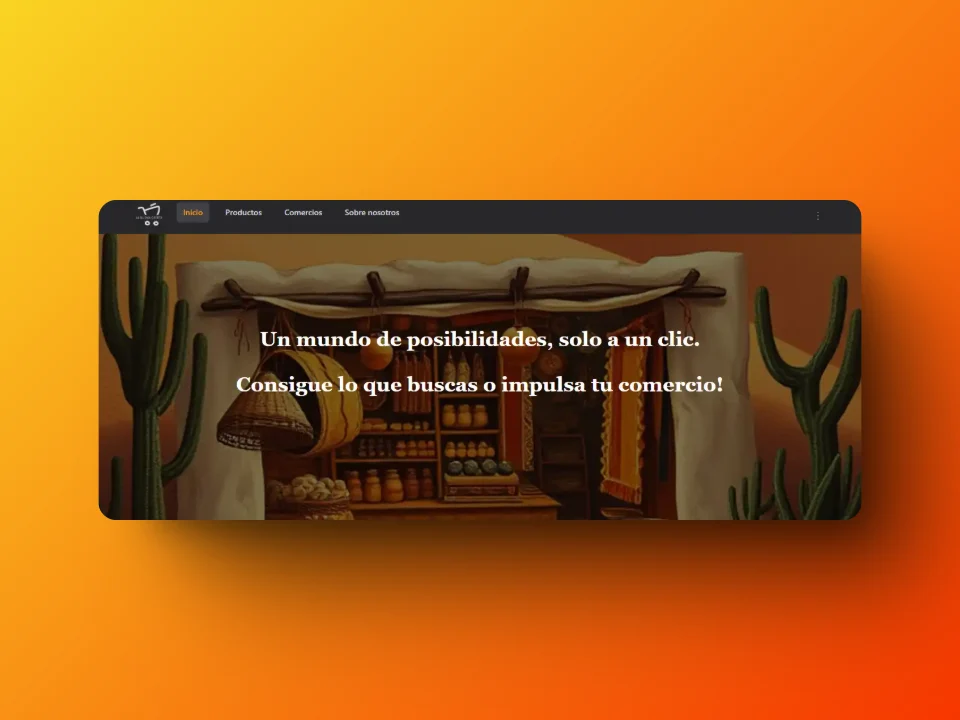 Inicio
Productos
Comercios
Sobre nosotros
Un mundo de posibilidades, solo a un clic.
Consigue lo que buscas o impulsa tu comercio!